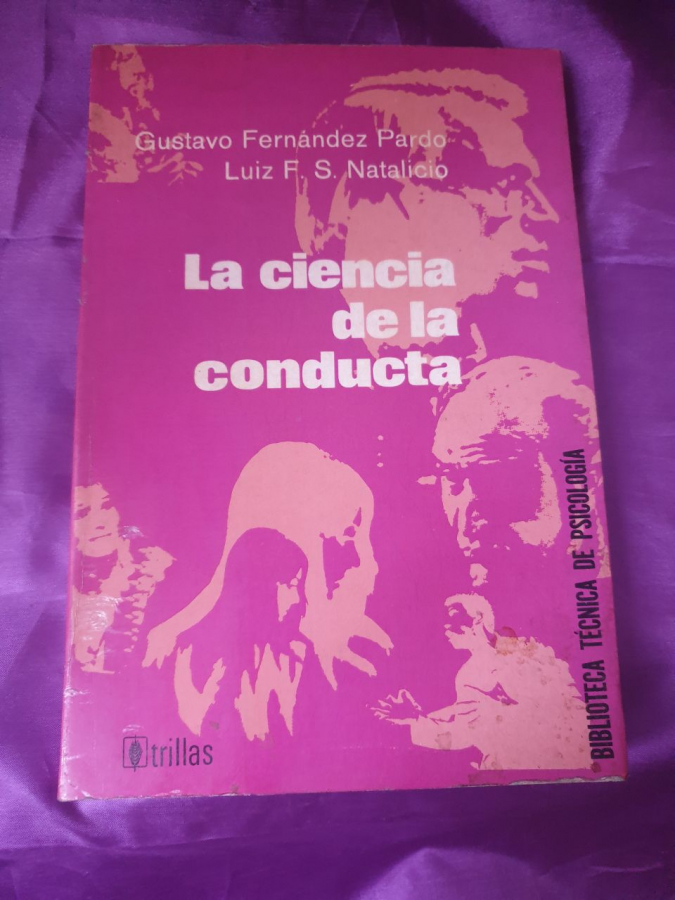 Gustavo Fernández Pardo
Luiz F. S. Natalicio
La ciencia
de la
conducta
BIBLIOTECA TÉCNICA DE PSICOLOGÍA
trillas